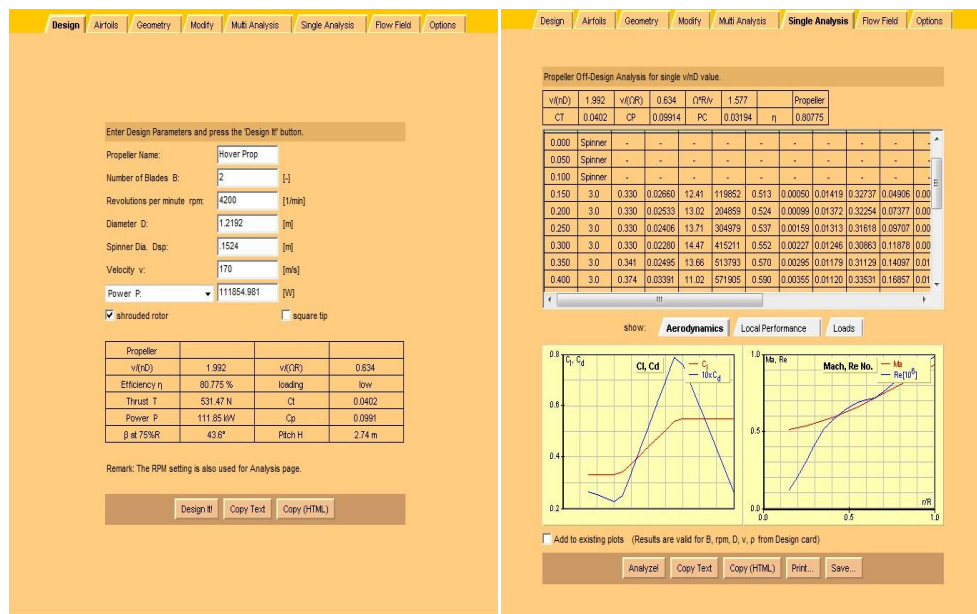 Design Airfoils Geometry Modify Multi Analysis Single Analysis Flow Field Options
Enter Design Parameters and press the 'Design It!' button.
Propeller Name: Hover Prop
Number of Blades B: 2 [-]
Revolutions per minute rpm: 4200 [1/min]
Diameter D: 1.2192 [m]
Spinner Dia. Dsp: .1524 [m]
Velocity v: 170 [m/s]
Power P: 111854.981 [W]
shrouded rotor square tip
Propeller
v/(nD) 1.992 v/(ΩR) 0.634
Efficiency η 80.775 % loading low
Thrust T 531.47 N Ct 0.0402
Power P 111.85 kW Cp 0.0991
β at 75%R 43.6° Pitch H 2.74 m
Remark: The RPM setting is also used for Analysis page.
Design It! Copy Text Copy (HTML)
Design Airfoils Geometry Modify Multi Analysis Single Analysis Flow Field Options
Propeller Off-Design Analysis for single v/nD value.
v/(nD) 1.992 v/(ΩR) 0.634 Ω*R/v 1.577 Propeller
CT 0.0402 CP 0.09914 PC 0.03194 η 0.80775
0.000 Spinner - - - - - - - - -
0.050 Spinner - - - - - - - - -
0.100 Spinner - - - - - - - - -
0.150 3.0 0.330 0.02660 12.41 119852 0.513 0.00050 0.01419 0.32737 0.04906 0.00
0.200 3.0 0.330 0.02533 13.02 204859 0.524 0.00099 0.01372 0.32254 0.07377 0.00
0.250 3.0 0.330 0.02406 13.71 304979 0.537 0.00159 0.01313 0.31618 0.09707 0.00
0.300 3.0 0.330 0.02280 14.47 415211 0.552 0.00227 0.01246 0.30863 0.11878 0.00
0.350 3.0 0.341 0.02495 13.66 513793 0.570 0.00295 0.01179 0.31129 0.14097 0.01
0.400 3.0 0.374 0.03391 11.02 571905 0.590 0.00355 0.01120 0.33531 0.16857 0.01
show: Aerodynamics Local Performance Loads
0.8 Cl, Cd Cl, Cd Cl
10xCd
0.6
0.4
0.2
1.0 Ma, Re Mach, Re No. Ma
Re[10⁶]
0.5
0.0 r/R
0.0 0.5 1.0
Add to existing plots (Results are valid for B, rpm, D, v, ρ from Design card)
Analyze! Copy Text Copy (HTML) Print... Save...